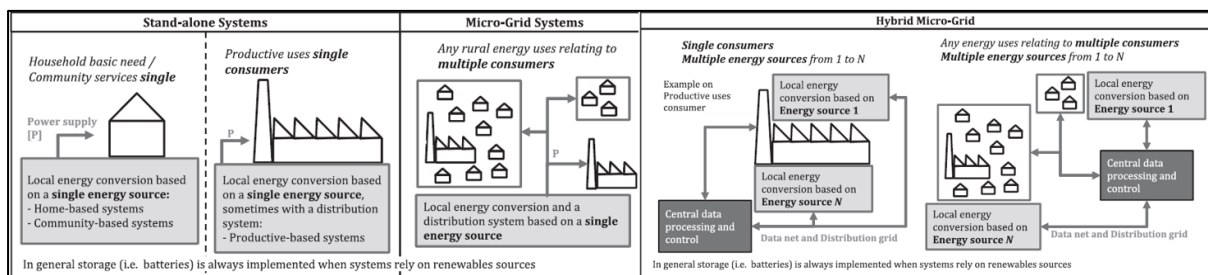 Stand-alone Systems
Household basic need /
Community services single
Power supply
[P]
Local energy conversion based
on a single energy source:
- Home-based systems
- Community-based systems
Productive uses single
consumers
P
Local energy conversion based
on a single energy source,
sometimes with a distribution
system:
- Productive-based systems
Micro-Grid Systems
Any rural energy uses relating to
multiple consumers
P
Local energy conversion and a
distribution system based on a single
energy source
In general storage (i.e. batteries) is always implemented when systems rely on renewables sources
Hybrid Micro-Grid
Single consumers
Multiple energy sources from 1 to N
Example on
Productive uses
consumer
Local energy
conversion based on
Energy source 1
Local energy
conversion based on
Energy source N
Central data
processing and
control
Data net and Distribution grid
Any energy uses relating to multiple consumers
Multiple energy sources from 1 to N
Local energy
conversion based on
Energy source 1
Central data
processing and
control
Local energy
conversion based on
Energy source N
Data net and Distribution grid
In general storage (i.e. batteries) is always implemented when systems rely on renewables sources